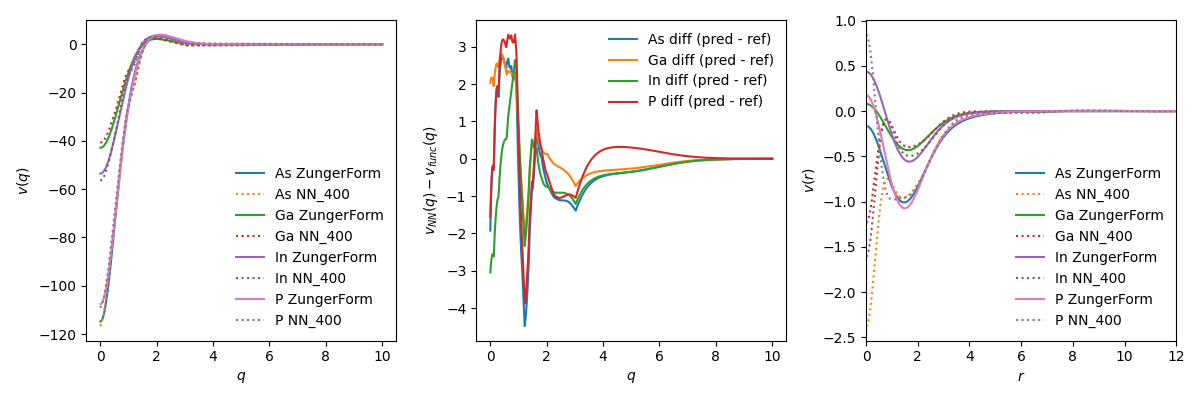 0
−20
−40
−60
−80
−100
−120
0
2
4
6
8
10
v(q)
q
As ZungerForm
As NN_400
Ga ZungerForm
Ga NN_400
In ZungerForm
In NN_400
P ZungerForm
P NN_400
3
2
1
0
−1
−2
−3
−4
0
2
4
6
8
10
v_NN(q) − v_func(q)
q
As diff (pred - ref)
Ga diff (pred - ref)
In diff (pred - ref)
P diff (pred - ref)
1.0
0.5
0.0
−0.5
−1.0
−1.5
−2.0
−2.5
0
2
4
6
8
10
12
v(r)
r
As ZungerForm
As NN_400
Ga ZungerForm
Ga NN_400
In ZungerForm
In NN_400
P ZungerForm
P NN_400